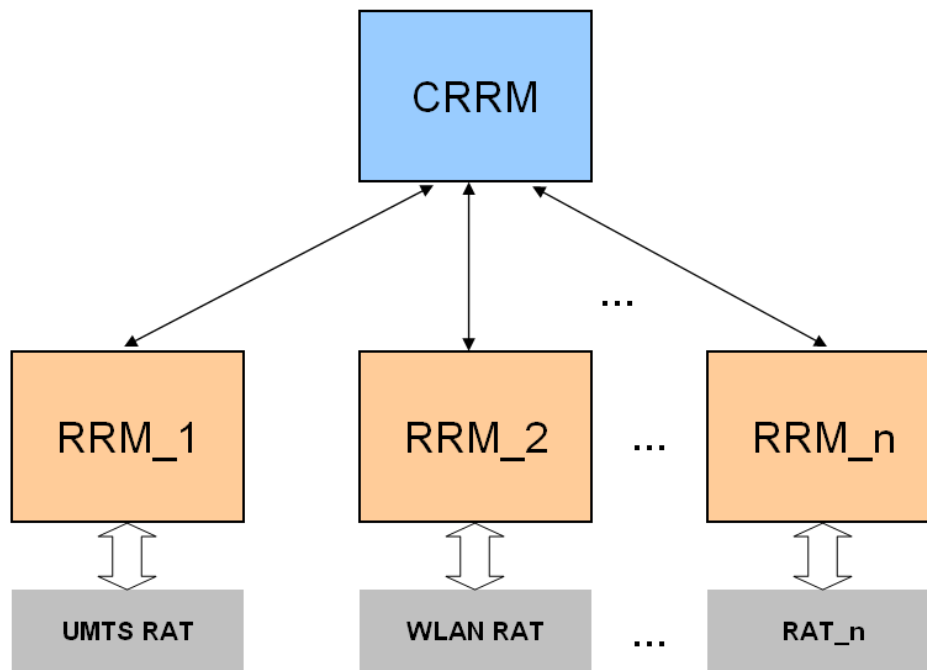 CRRM
...
RRM_1
RRM_2
...
RRM_n
UMTS RAT
WLAN RAT
...
RAT_n